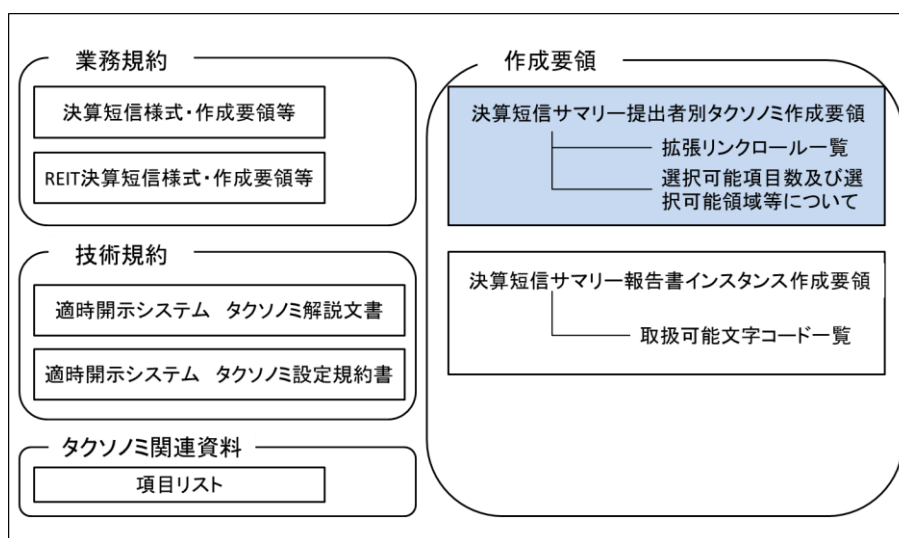 業務規約
決算短信様式・作成要領等
REIT決算短信様式・作成要領等
技術規約
適時開示システム　タクソノミ解説文書
適時開示システム　タクソノミ設定規約書
タクソノミ関連資料
項目リスト
作成要領
決算短信サマリー提出者別タクソノミ作成要領
拡張リンクロール一覧
選択可能項目数及び選
択可能領域等について
決算短信サマリー報告書インスタンス作成要領
取扱可能文字コード一覧